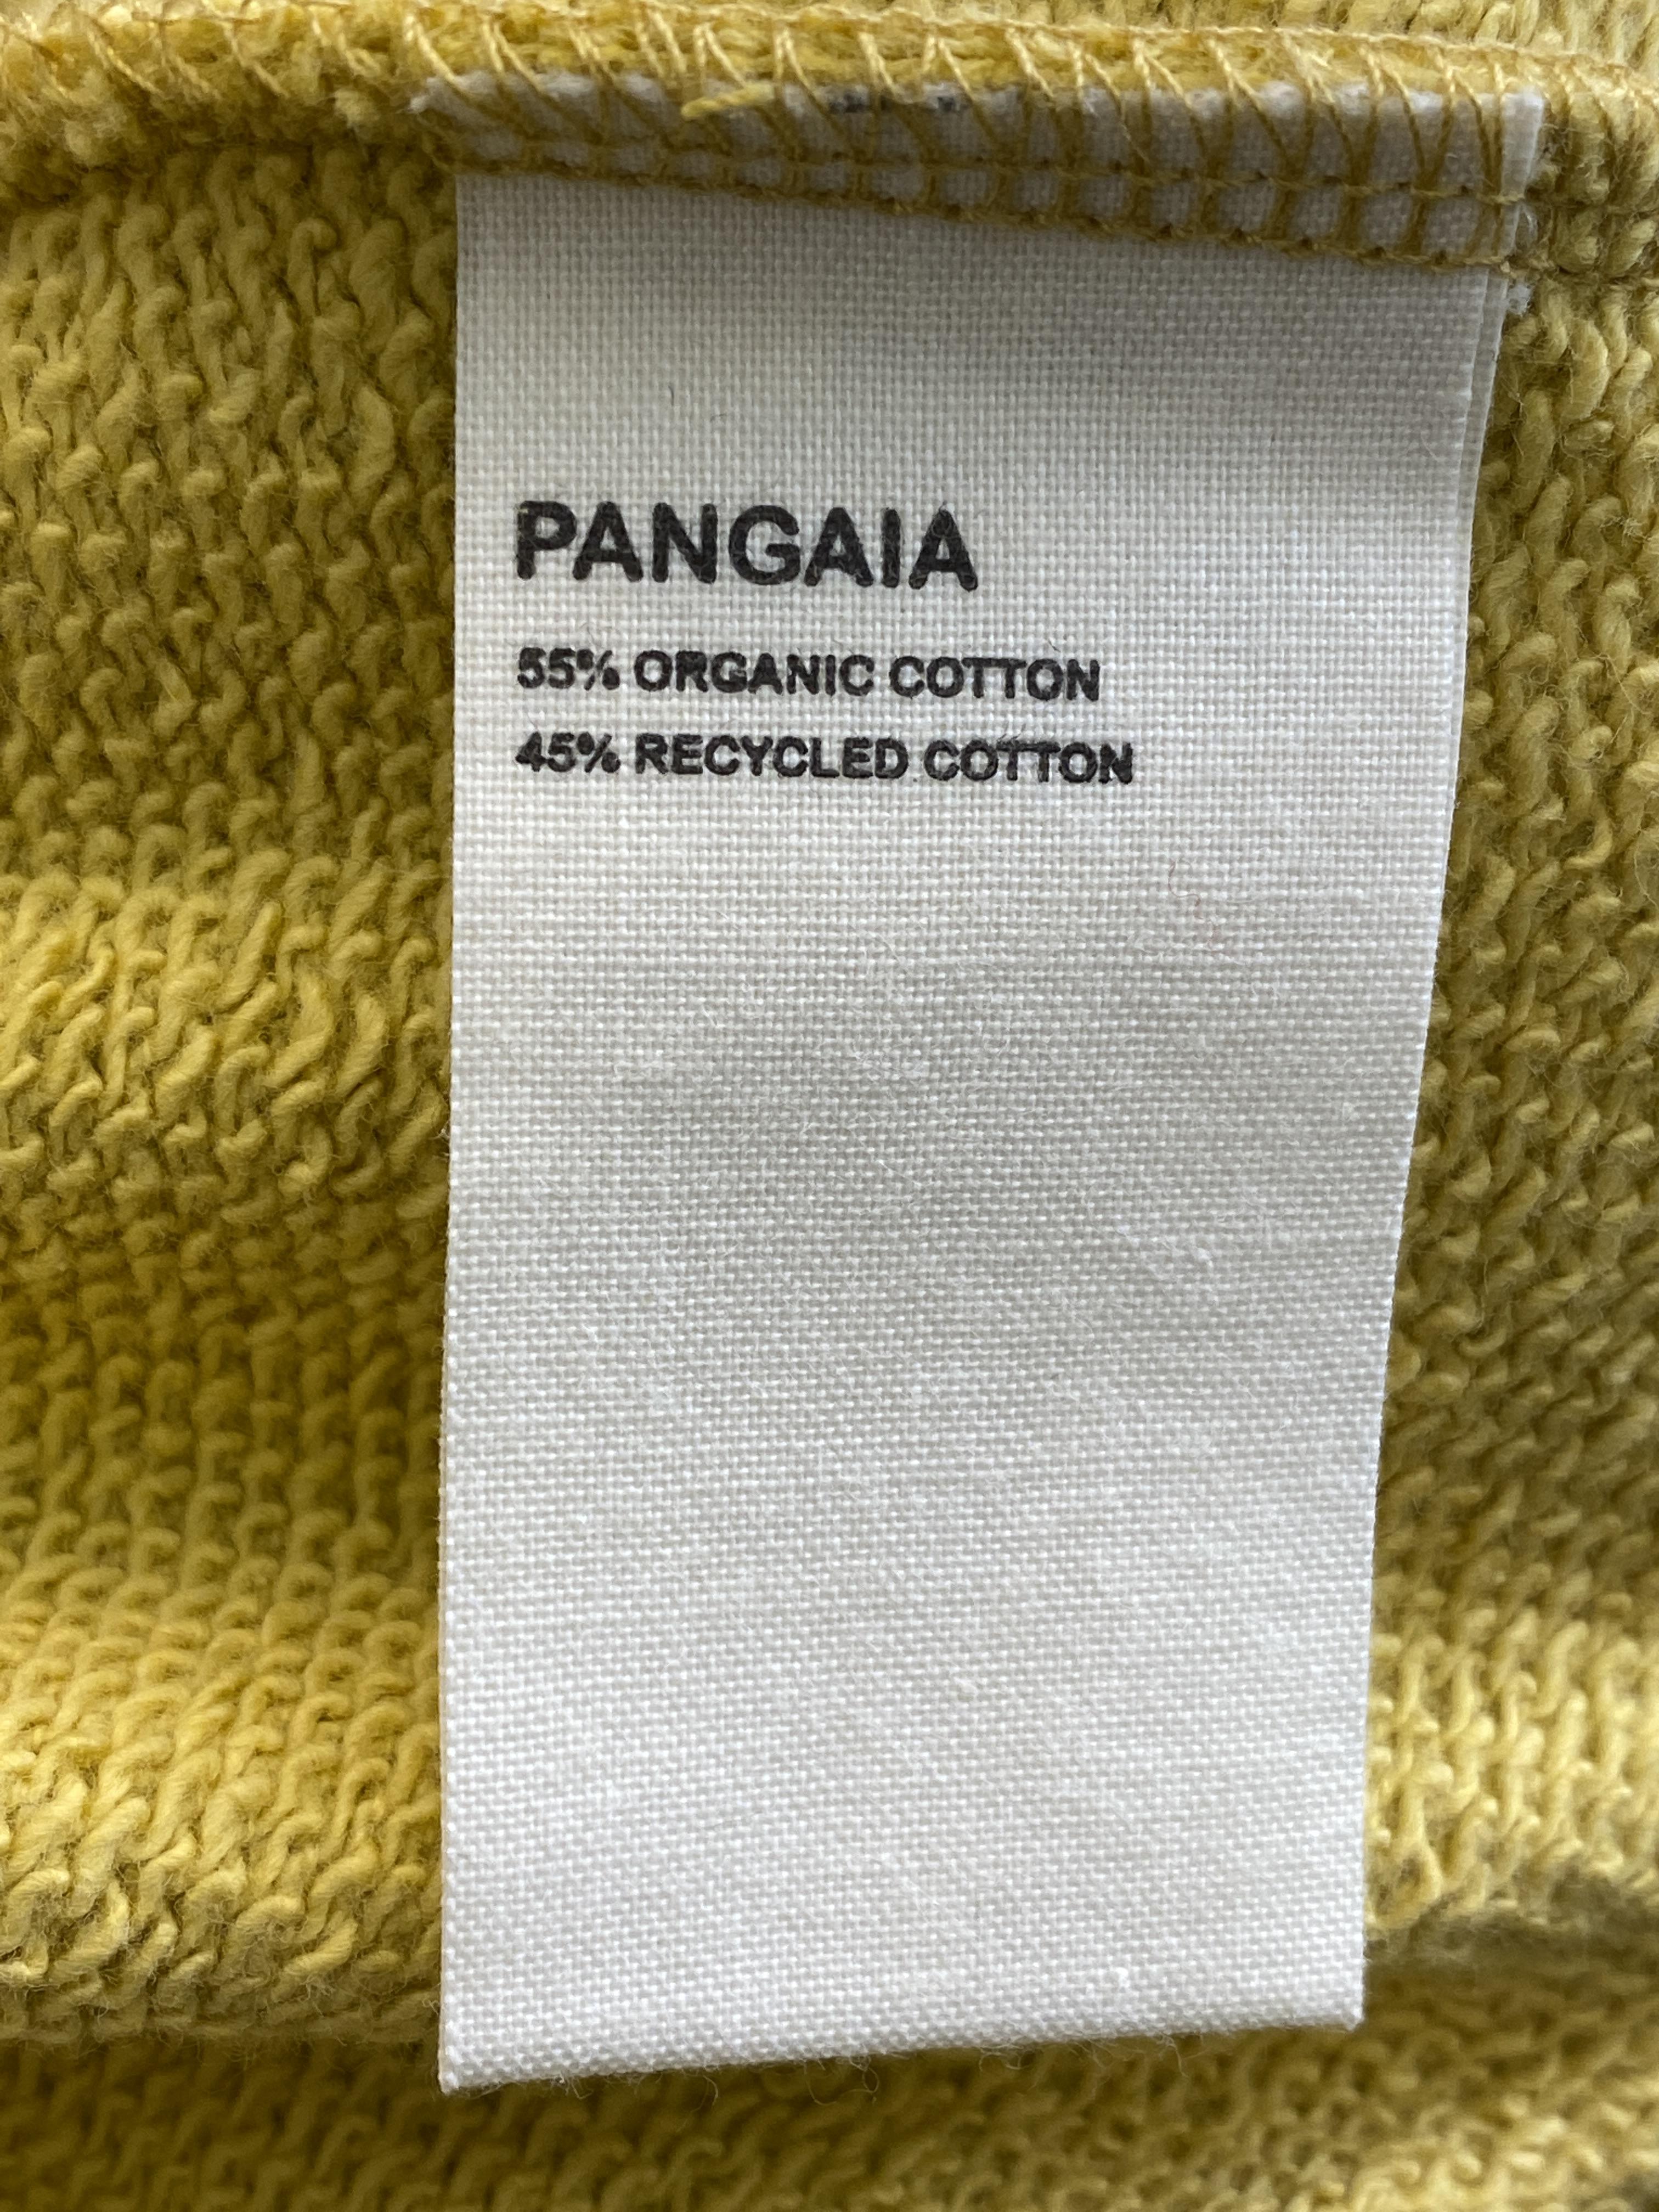 PANGAIA
55% ORGANIC COTTON
45% RECYCLED COTTON